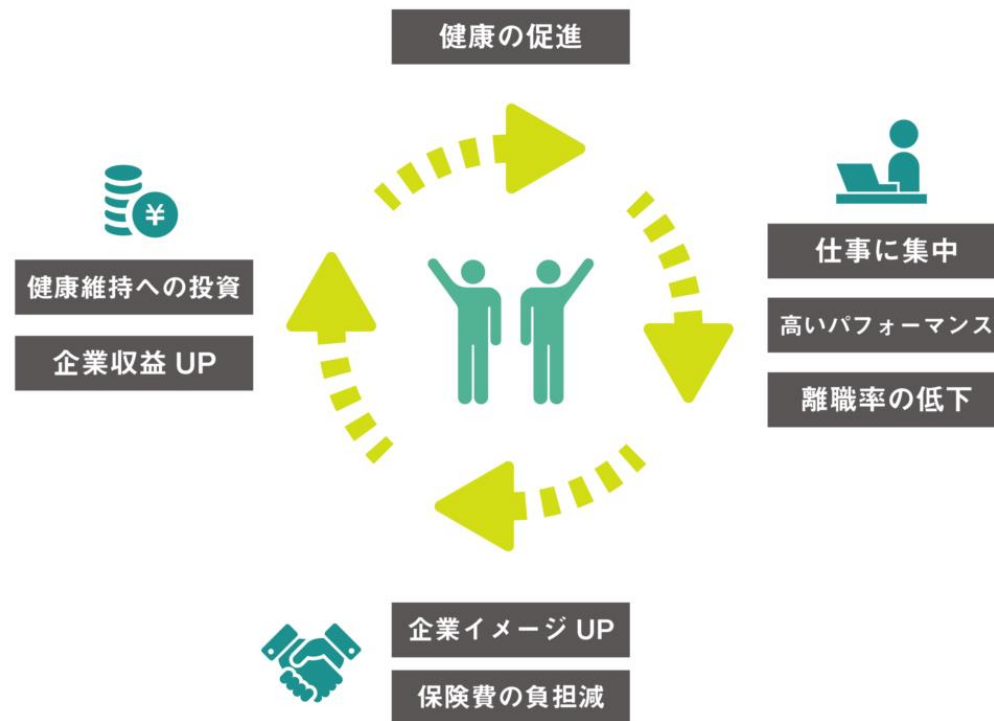 健康の促進
¥
健康維持への投資
企業収益 UP
仕事に集中
高いパフォーマンス
離職率の低下
企業イメージ UP
保険費の負担減